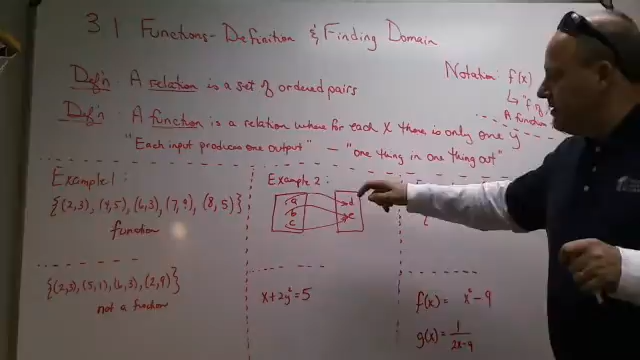 3.1 Functions - Definition & Finding Domain
Notation: f(x)
Def'n: A relation is a set of ordered pairs
↳ "f of
A function
Def'n: A function is a relation where for each X there is only one y
"Each input produces one output" — "one thing in one thing out"
Example 1:
{(2,3), (4,5), (6,3), (7,9), (8,5)}
function
{(2,3), (5,1), (6,3), (2,9)}
not a function
Example 2:
a
b
c
d
e
x + 2y² = 5
{
f(x) = x² - 9
g(x) = 1/(2x-9)